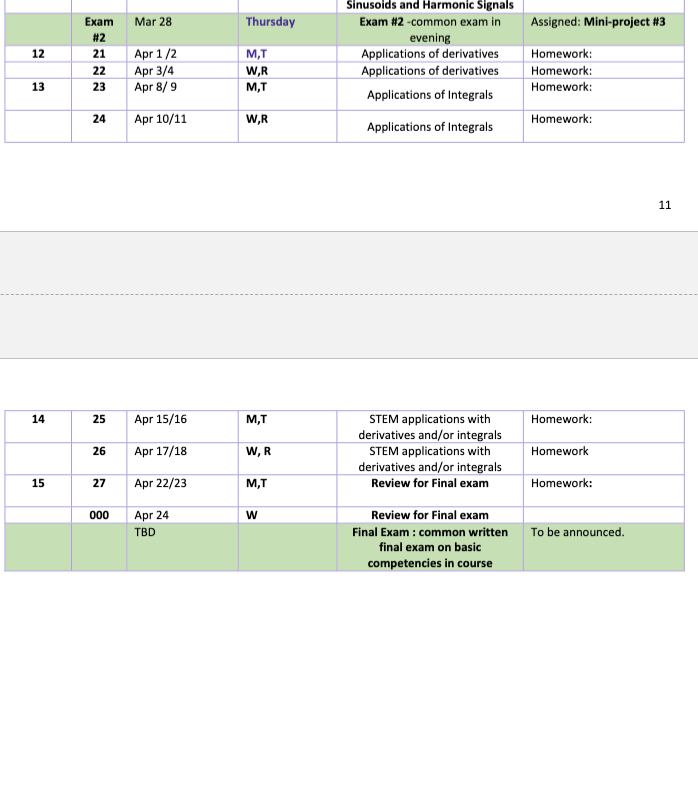 Sinusoids and Harmonic Signals
Exam #2 Mar 28 Thursday Exam #2 -common exam in evening Assigned: Mini-project #3
12 21 Apr 1 /2 M,T Applications of derivatives Homework:
22 Apr 3/4 W,R Applications of derivatives Homework:
13 23 Apr 8/ 9 M,T Applications of Integrals Homework:
24 Apr 10/11 W,R Applications of Integrals Homework:
11
14 25 Apr 15/16 M,T STEM applications with derivatives and/or integrals Homework:
26 Apr 17/18 W, R STEM applications with derivatives and/or integrals Homework
15 27 Apr 22/23 M,T Review for Final exam Homework:
000 Apr 24 W Review for Final exam
TBD Final Exam : common written final exam on basic competencies in course To be announced.